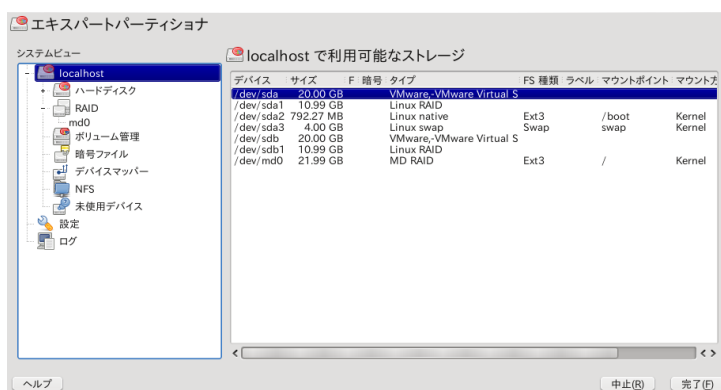 エキスパートパーティショナ
システムビュー
localhost
ハードディスク
RAID
md0
ボリューム管理
暗号ファイル
デバイスマッパー
NFS
未使用デバイス
設定
ログ
localhost で利用可能なストレージ
デバイス サイズ F 暗号 タイプ FS 種類 ラベル マウントポイント マウント方
/dev/sda 20.00 GB VMware,-VMware Virtual S
/dev/sda1 10.99 GB Linux RAID
/dev/sda2 792.27 MB Linux native Ext3 /boot Kernel
/dev/sda3 4.00 GB Linux swap Swap swap Kernel
/dev/sdb 20.00 GB VMware,-VMware Virtual S
/dev/sdb1 10.99 GB Linux RAID
/dev/md0 21.99 GB MD RAID Ext3 / Kernel
ヘルプ 中止(R) 完了(F)